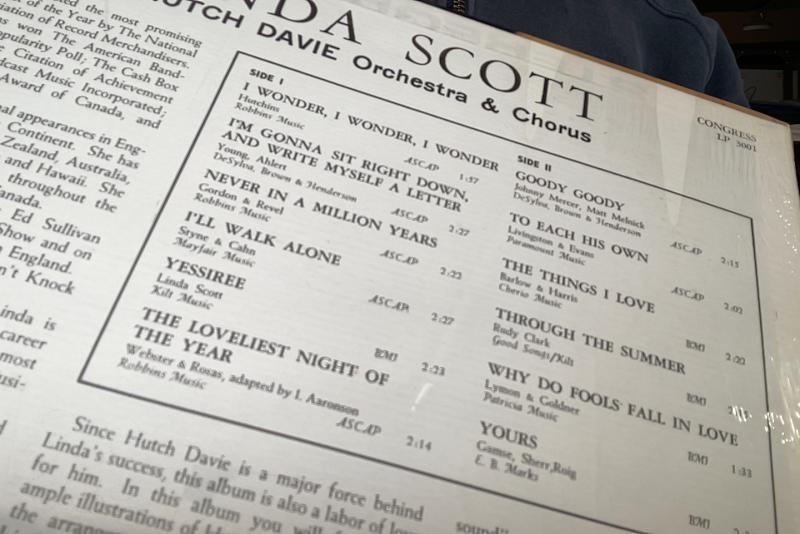 NDA SCOTT
HUTCH DAVIE Orchestra & Chorus
CONGRESS
LP 3001
ted the most promising
of the Year by The National
iation of Record Merchandisers.
s won The American Band-
opularity Poll; The Cash Box
e Citation of Achievement
dcast Music Incorporated;
Award of Canada, and
nal appearances in Eng-
Continent. She has
Zealand, Australia,
and Hawaii. She
throughout the
anada.
Ed Sullivan
Show and on
England.
n't Knock
inda is
career
most
usi-
SIDE I
I WONDER, I WONDER, I WONDER
Hutchins
Robbins Music ASCAP 1:57
I'M GONNA SIT RIGHT DOWN,
AND WRITE MYSELF A LETTER
Young, Ahlert
DeSylva, Brown & Henderson ASCAP 2:27
NEVER IN A MILLION YEARS
Gordon & Revel
Robbins Music ASCAP 2:22
I'LL WALK ALONE
Styne & Cahn
Mayfair Music ASCAP 2:27
YESSIREE
Linda Scott
Kilt Music BMI 2:23
THE LOVELIEST NIGHT OF
THE YEAR
Webster & Rosas, adapted by I. Aaronson
Robbins Music ASCAP 2:14
SIDE II
GOODY GOODY
Johnny Mercer, Matt Melnick
DeSylva, Brown & Henderson ASCAP 2:15
TO EACH HIS OWN
Livingston & Evans
Paramount Music ASCAP 2:02
THE THINGS I LOVE
Barlow & Harris
Cherio Music BMI 2:20
THROUGH THE SUMMER
Rudy Clark
Good Songs/Kilt BMI
WHY DO FOOLS FALL IN LOVE
Lymon & Goldner
Patricia Music BMI 1:33
YOURS
Gamse, Sherr, Roig
E. B. Marks BMI
Since Hutch Davie is a major force behind
Linda's success, this album is also a labor of lo
for him. In this album you will
ample illustrations of
the arran
sound"